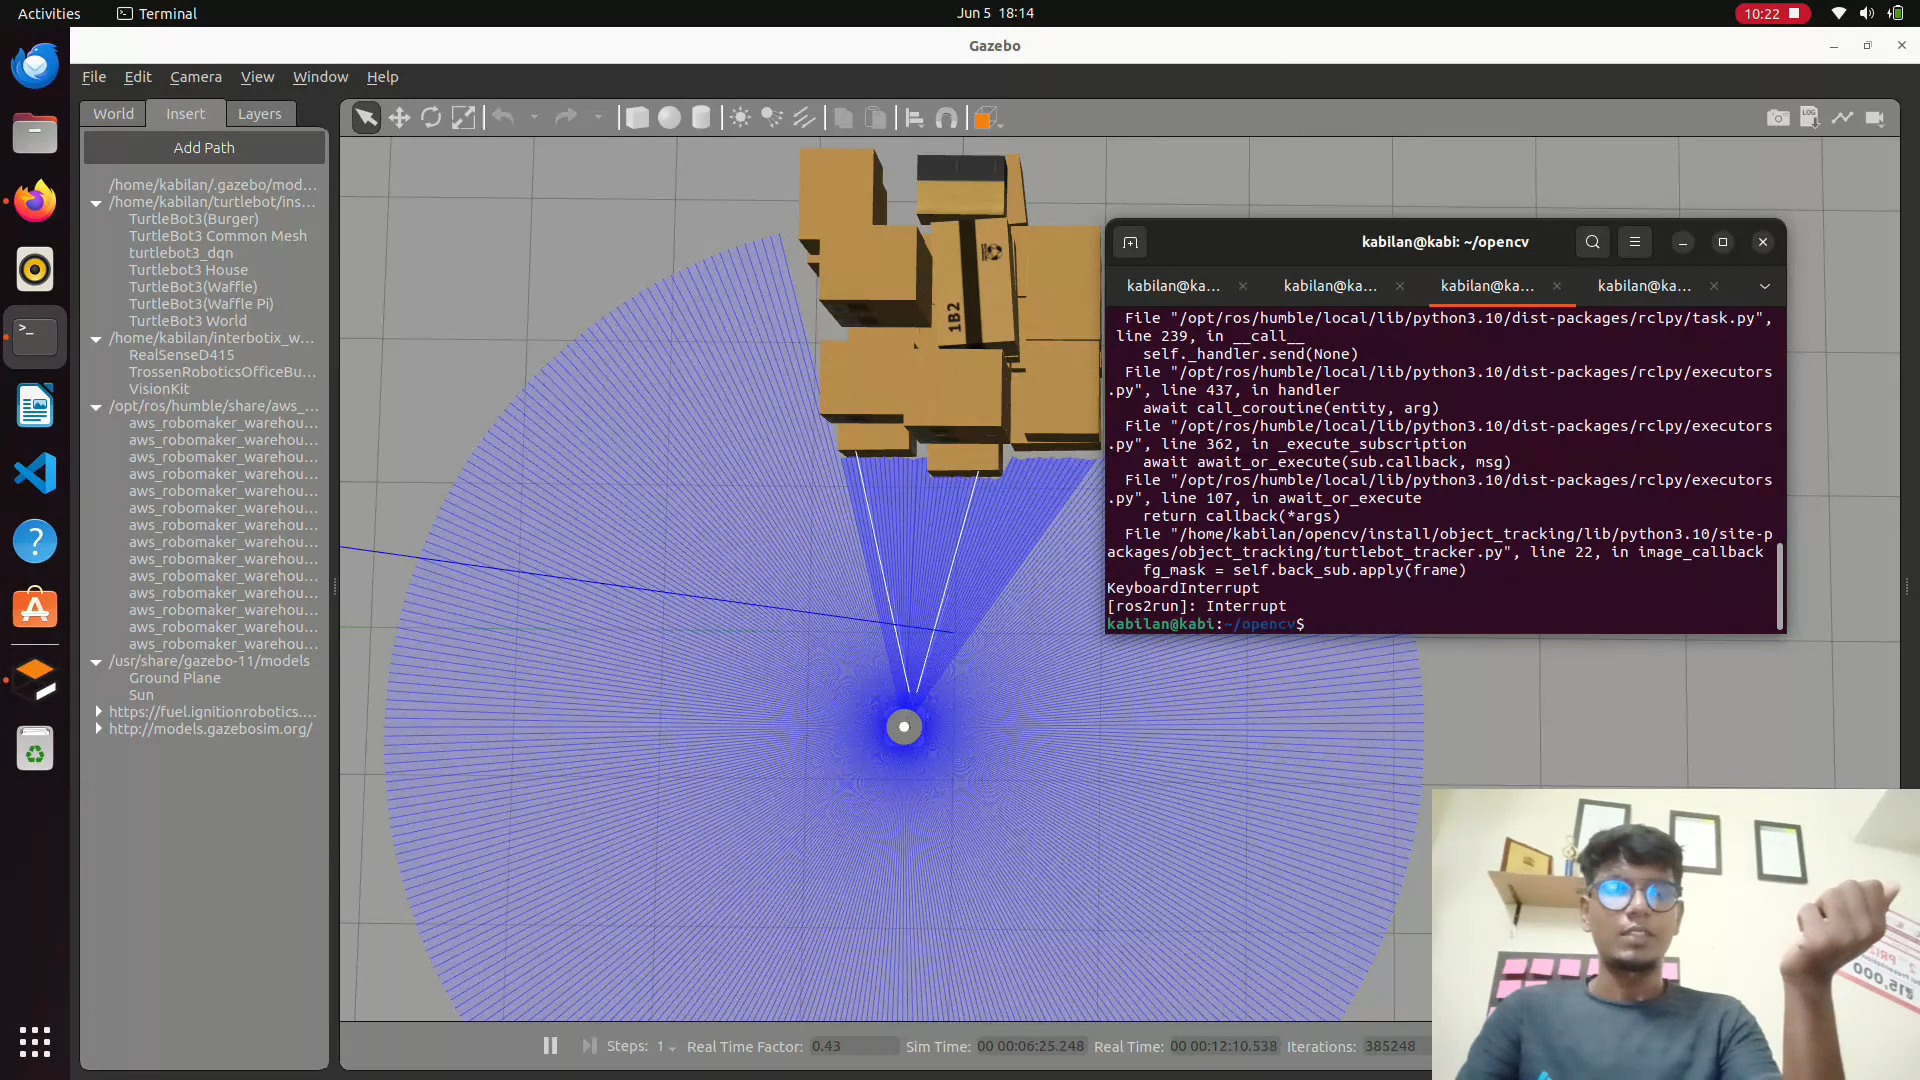 Activities
Terminal
Jun 5 18:14
10:22
Gazebo
File Edit Camera View Window Help
World Insert Layers
Add Path
/home/kabilan/.gazebo/mod...
/home/kabilan/turtlebot/ins...
TurtleBot3(Burger)
TurtleBot3 Common Mesh
turtlebot3_dqn
Turtlebot3 House
TurtleBot3(Waffle)
TurtleBot3(Waffle Pi)
TurtleBot3 World
/home/kabilan/interbotix_w...
RealSenseD415
TrossenRoboticsOfficeBu...
VisionKit
/opt/ros/humble/share/aws_...
aws_robomaker_warehou...
aws_robomaker_warehou...
aws_robomaker_warehou...
aws_robomaker_warehou...
aws_robomaker_warehou...
aws_robomaker_warehou...
aws_robomaker_warehou...
aws_robomaker_warehou...
aws_robomaker_warehou...
aws_robomaker_warehou...
aws_robomaker_warehou...
aws_robomaker_warehou...
aws_robomaker_warehou...
aws_robomaker_warehou...
/usr/share/gazebo-11/models
Ground Plane
Sun
https://fuel.ignitionrobotics....
http://models.gazebosim.org/
LOG
1B2
kabilan@kabi: ~/opencv
kabilan@ka... kabilan@ka... kabilan@ka... kabilan@ka...
File "/opt/ros/humble/local/lib/python3.10/dist-packages/rclpy/task.py",
line 239, in __call__
self._handler.send(None)
File "/opt/ros/humble/local/lib/python3.10/dist-packages/rclpy/executors
.py", line 437, in handler
await call_coroutine(entity, arg)
File "/opt/ros/humble/local/lib/python3.10/dist-packages/rclpy/executors
.py", line 362, in _execute_subscription
await await_or_execute(sub.callback, msg)
File "/opt/ros/humble/local/lib/python3.10/dist-packages/rclpy/executors
.py", line 107, in await_or_execute
return callback(*args)
File "/home/kabilan/opencv/install/object_tracking/lib/python3.10/site-p
ackages/object_tracking/turtlebot_tracker.py", line 22, in image_callback
fg_mask = self.back_sub.apply(frame)
KeyboardInterrupt
[ros2run]: Interrupt
kabilan@kabi:~/opencv$
Steps: 1 Real Time Factor: 0.43 Sim Time: 00 00:06:25.248 Real Time: 00 00:12:10.538 Iterations: 385248